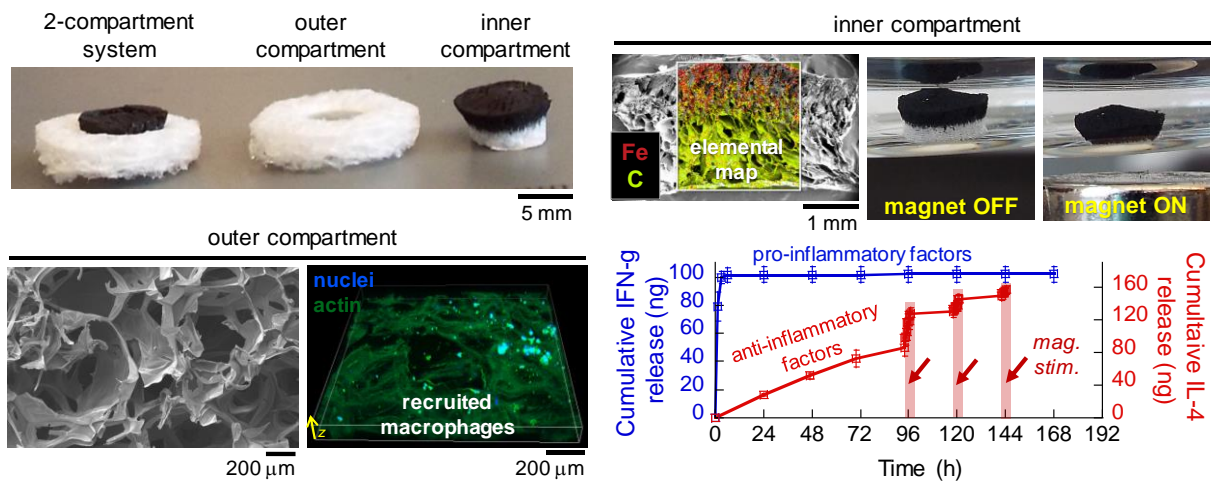 2-compartment
system
outer
compartment
inner
compartment
5 mm
outer compartment
200 µm
nuclei
actin
recruited
macrophages
z
200 µm
inner compartment
Fe
C
elemental
map
1 mm
magnet OFF
magnet ON
Cumulative IFN-g
release (ng)
100
80
60
40
20
0
pro-inflammatory factors
anti-inflammatory
factors
mag.
stim.
160
120
80
40
0
Cumultaive IL-4
release (ng)
0 24 48 72 96 120 144 168 192
Time (h)